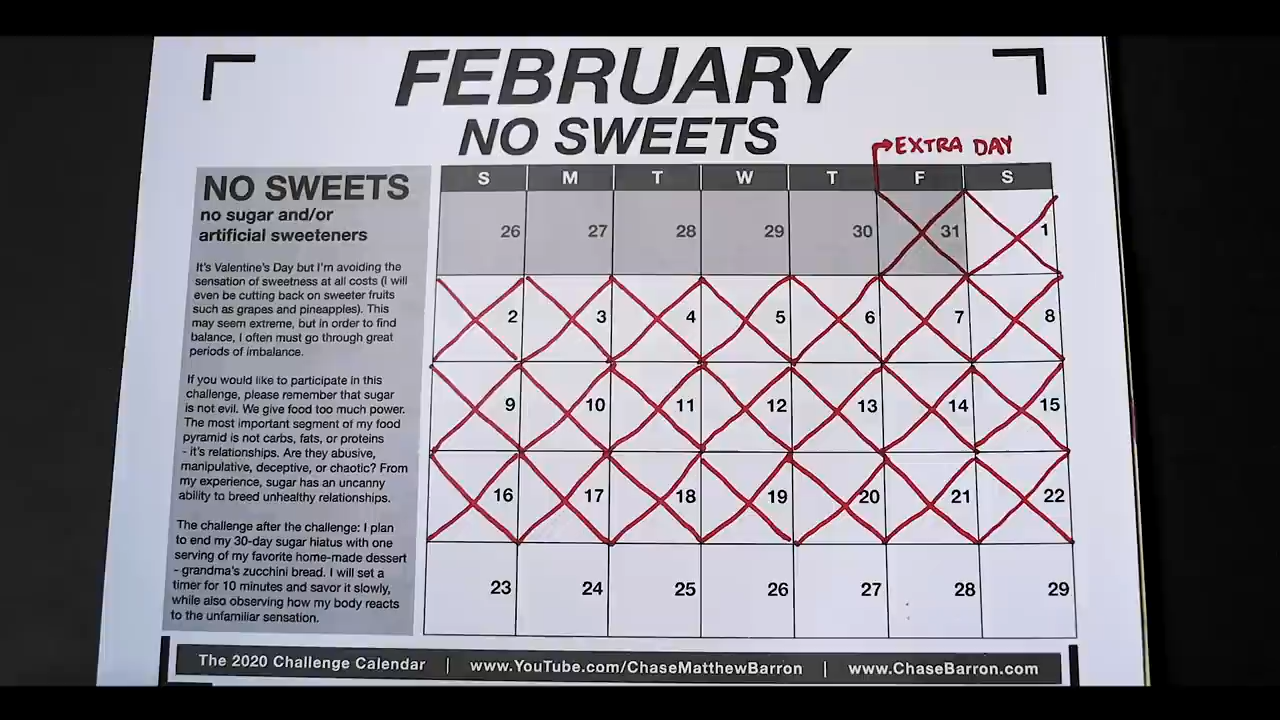 FEBRUARY
NO SWEETS
EXTRA DAY
NO SWEETS
no sugar and/or
artificial sweeteners
It's Valentine's Day but I'm avoiding the
sensation of sweetness at all costs (I will
even be cutting back on sweeter fruits
such as grapes and pineapples). This
may seem extreme, but in order to find
balance, I often must go through great
periods of imbalance.
If you would like to participate in this
challenge, please remember that sugar
is not evil. We give food too much power.
The most important segment of my food
pyramid is not carbs, fats, or proteins
- it's relationships. Are they abusive,
manipulative, deceptive, or chaotic? From
my experience, sugar has an uncanny
ability to breed unhealthy relationships.
The challenge after the challenge: I plan
to end my 30-day sugar hiatus with one
serving of my favorite home-made dessert
- grandma's zucchini bread. I will set a
timer for 10 minutes and savor it slowly,
while also observing how my body reacts
to the unfamiliar sensation.
S M T W T F S
26 27 28 29 30 31 1
2 3 4 5 6 7 8
9 10 11 12 13 14 15
16 17 18 19 20 21 22
23 24 25 26 27 28 29
The 2020 Challenge Calendar | www.YouTube.com/ChaseMatthewBarron | www.ChaseBarron.com